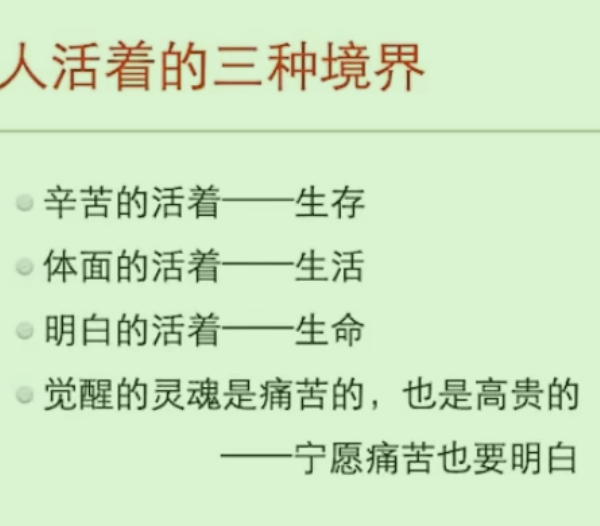 人活着的三种境界
辛苦的活着——生存
体面的活着——生活
明白的活着——生命
觉醒的灵魂是痛苦的，也是高贵的
——宁愿痛苦也要明白